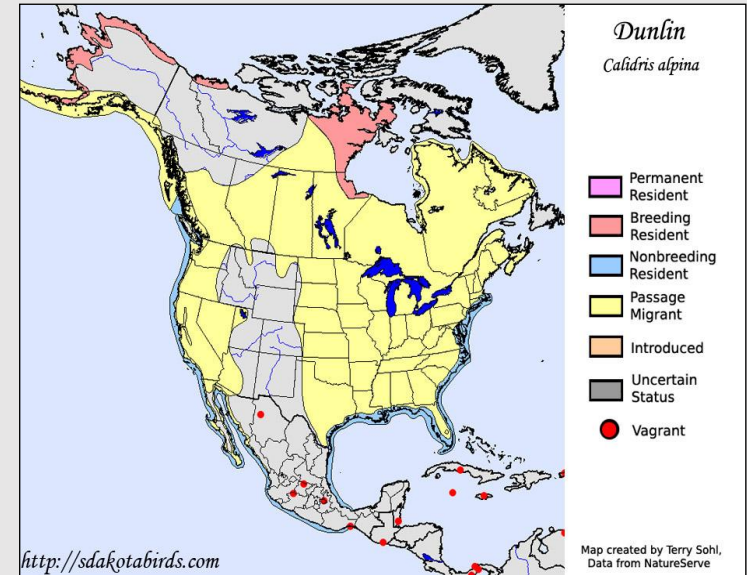 Dunlin
Calidris alpina
Permanent
Resident
Breeding
Resident
Nonbreeding
Resident
Passage
Migrant
Introduced
Uncertain
Status
Vagrant
http://sdakotabirds.com
Map created by Terry Sohl,
Data from NatureServe